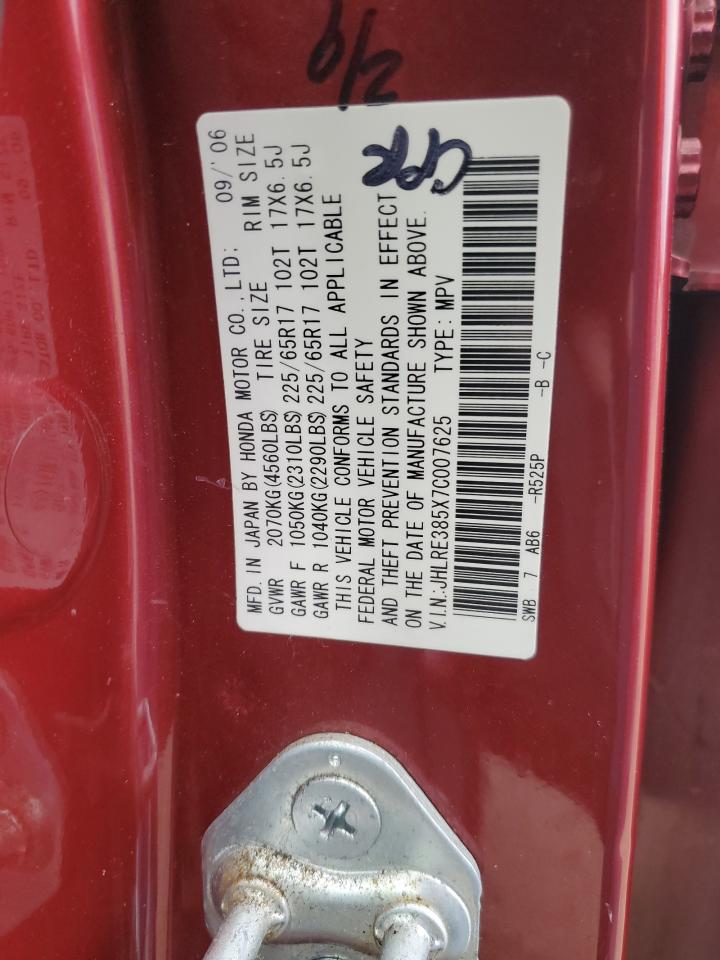 MFD. IN JAPAN BY HONDA MOTOR CO., LTD: 09/'06
GVWR 2070KG(4560LBS) TIRE SIZE RIM SIZE
GAWR F 1050KG(2310LBS) 225/65R17 102T 17X6. 5J
GAWR R 1040KG(2290LBS) 225/65R17 102T 17X6. 5J
THIS VEHICLE CONFORMS TO ALL APPLICABLE
FEDERAL MOTOR VEHICLE SAFETY
AND THEFT PREVENTION STANDARDS IN EFFECT
ON THE DATE OF MANUFACTURE SHOWN ABOVE.
V.I.N.:JHLRE385X7C007625 TYPE: MPV
SWB 7 AB6 -R525P -B -C